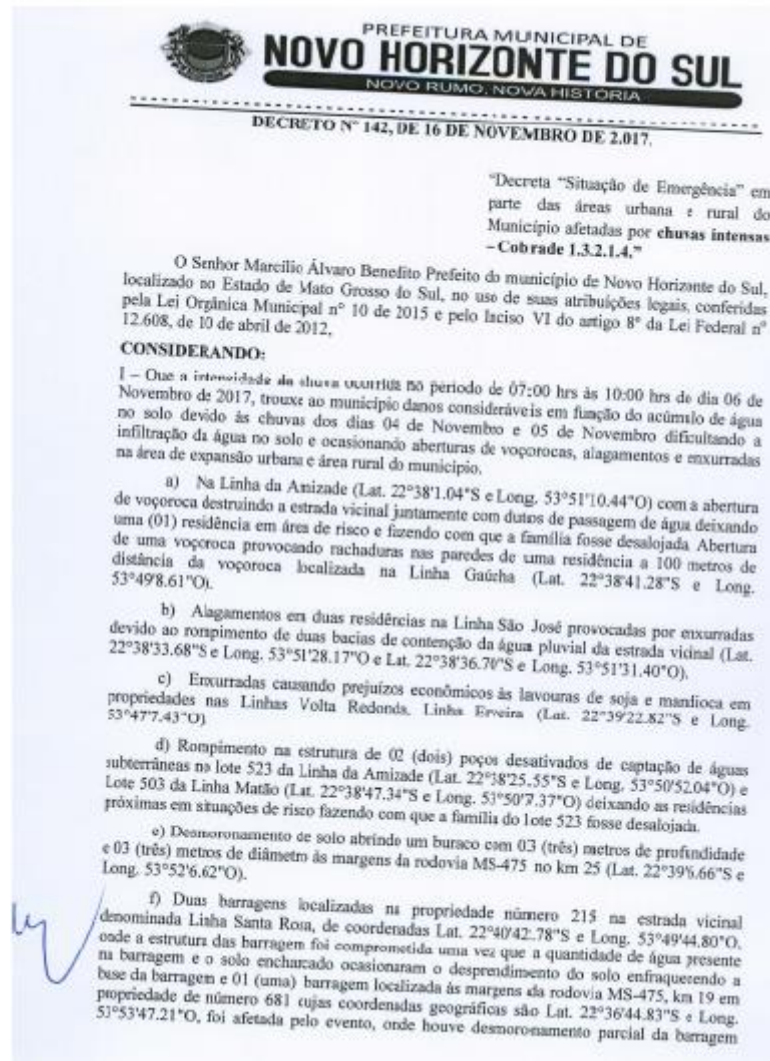 PREFEITURA MUNICIPAL DE
NOVO HORIZONTE DO SUL
NOVO RUMO, NOVA HISTÓRIA
DECRETO N° 142, DE 16 DE NOVEMBRO DE 2.017.
"Decreta "Situação de Emergência" em
parte das áreas urbana e rural do
Município afetadas por chuvas intensas
– Cobrade 1.3.2.1.4."
O Senhor Marcilio Álvaro Benedito Prefeito do município de Novo Horizonte do Sul,
localizado no Estado de Mato Grosso do Sul, no uso de suas atribuições legais, conferidas
pela Lei Orgânica Municipal n° 10 de 2015 e pelo Inciso VI do artigo 8° da Lei Federal n°
12.608, de 10 de abril de 2012,
CONSIDERANDO:
I – Que a intensidade da chuva ocorrida no período de 07:00 hrs às 10:00 hrs do dia 06 de
Novembro de 2017, trouxe ao município danos consideráveis em função do acúmulo de água
no solo devido às chuvas dos dias 04 de Novembro e 05 de Novembro dificultando a
infiltração da água no solo e ocasionando aberturas de voçorocas, alagamentos e enxurradas
na área de expansão urbana e área rural do município,
a) Na Linha da Amizade (Lat. 22°38'1.04"S e Long. 53°51'10.44"O) com a abertura
de voçoroca destruindo a estrada vicinal juntamente com dutos de passagem de água deixando
uma (01) residência em área de risco e fazendo com que a família fosse desalojada. Abertura
de uma voçoroca provocando rachaduras nas paredes de uma residência a 100 metros de
distância da voçoroca localizada na Linha Gaúcha (Lat. 22°38'41.28"S e Long.
53°49'8.61"O).
b) Alagamentos em duas residências na Linha São José provocadas por enxurradas
devido ao rompimento de duas bacias de contenção da água pluvial da estrada vicinal (Lat.
22°38'33.68"S e Long. 53°51'28.17"O e Lat. 22°38'36.70"S e Long. 53°51'31.40"O).
c) Enxurradas causando prejuízos econômicos às lavouras de soja e mandioca em
propriedades nas Linhas Volta Redonda, Linha Erveira (Lat. 22°39'22.82"S e Long.
53°47'7.43"O)
d) Rompimento na estrutura de 02 (dois) poços desativados de captação de águas
subterrâneas no lote 523 da Linha da Amizade (Lat. 22°38'25.55"S e Long. 53°50'52.04"O) e
Lote 503 da Linha Matão (Lat. 22°38'47.34"S e Long. 53°50'7.37"O) deixando as residências
próximas em situações de risco fazendo com que a família do lote 523 fosse desalojada.
e) Desmoronamento de solo abrindo um buraco com 03 (três) metros de profundidade
e 03 (três) metros de diâmetro às margens da rodovia MS-475 no km 25 (Lat. 22°39'6.66"S e
Long. 53°52'6.62"O).
f) Duas barragens localizadas na propriedade número 215 na estrada vicinal
denominada Linha Santa Rosa, de coordenadas Lat. 22°40'42.78"S e Long. 53°49'44.80"O,
onde a estrutura das barragem foi comprometida uma vez que a quantidade de água presente
na barragem e o solo encharcado ocasionaram o desprendimento do solo enfraquecendo a
base da barragem e 01 (uma) barragem localizada às margens da rodovia MS-475, km 19 em
propriedade de número 681 cujas coordenadas geográficas são Lat. 22°36'44.83"S e Long.
53°53'47.21"O, foi afetada pelo evento, onde houve desmoronamento parcial da barragem